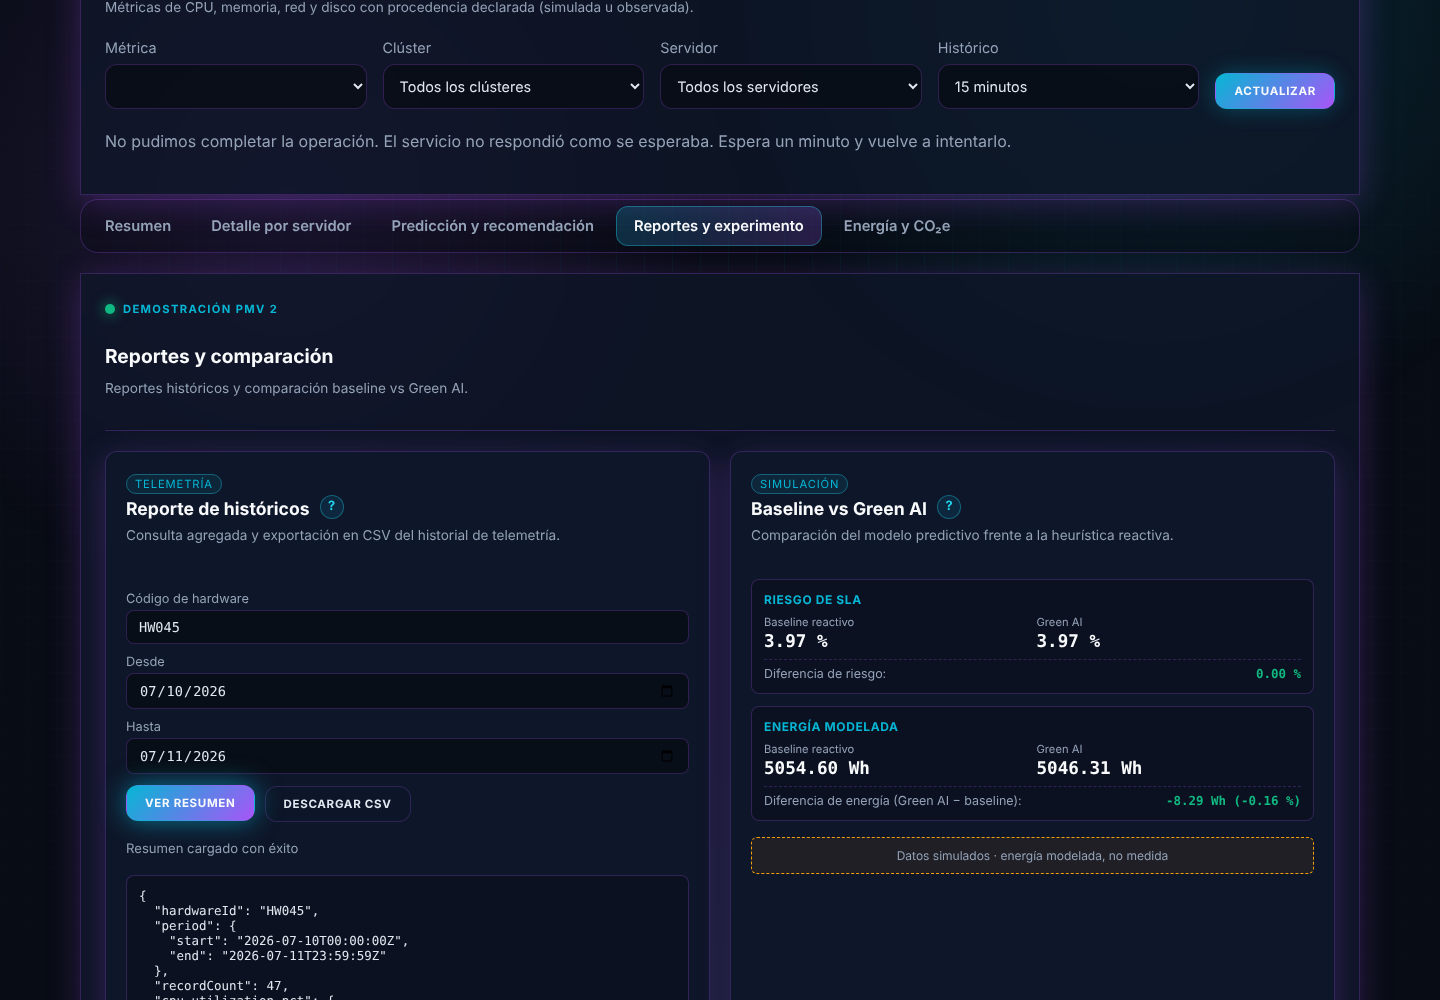 Métricas de CPU, memoria, red y disco con procedencia declarada (simulada u observada).
Métrica Clúster Servidor Histórico
Todos los clústeres Todos los servidores 15 minutos ACTUALIZAR
No pudimos completar la operación. El servicio no respondió como se esperaba. Espera un minuto y vuelve a intentarlo.
Resumen Detalle por servidor Predicción y recomendación Reportes y experimento Energía y CO₂e
DEMOSTRACIÓN PMV 2
Reportes y comparación
Reportes históricos y comparación baseline vs Green AI.
TELEMETRÍA
Reporte de históricos ?
Consulta agregada y exportación en CSV del historial de telemetría.
Código de hardware
HW045
Desde
07/10/2026
Hasta
07/11/2026
VER RESUMEN DESCARGAR CSV
Resumen cargado con éxito
{
"hardwareId": "HW045",
"period": {
"start": "2026-07-10T00:00:00Z",
"end": "2026-07-11T23:59:59Z"
},
"recordCount": 47,
"cpu_utilization_pct": {
SIMULACIÓN
Baseline vs Green AI ?
Comparación del modelo predictivo frente a la heurística reactiva.
RIESGO DE SLA
Baseline reactivo Green AI
3.97 % 3.97 %
Diferencia de riesgo: 0.00 %
ENERGÍA MODELADA
Baseline reactivo Green AI
5054.60 Wh 5046.31 Wh
Diferencia de energía (Green AI − baseline): -8.29 Wh (-0.16 %)
Datos simulados · energía modelada, no medida